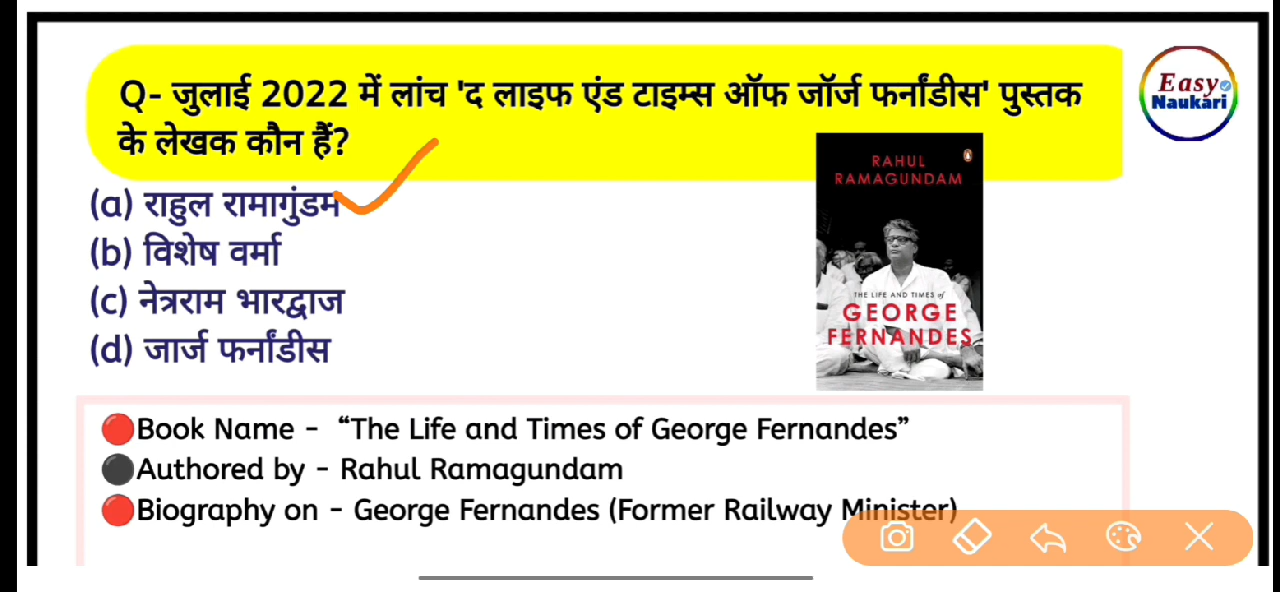 Q- जुलाई 2022 में लांच 'द लाइफ एंड टाइम्स ऑफ जॉर्ज फर्नांडीस' पुस्तक
के लेखक कौन हैं?
Easy
Naukari
(a) राहुल रामागुंडम
(b) विशेष वर्मा
(c) नेत्रराम भारद्वाज
(d) जार्ज फर्नांडीस
RAHUL
RAMAGUNDAM
THE LIFE AND TIMES of
GEORGE
FERNANDES
Book Name - “The Life and Times of George Fernandes”
Authored by - Rahul Ramagundam
Biography on - George Fernandes (Former Railway Minister)